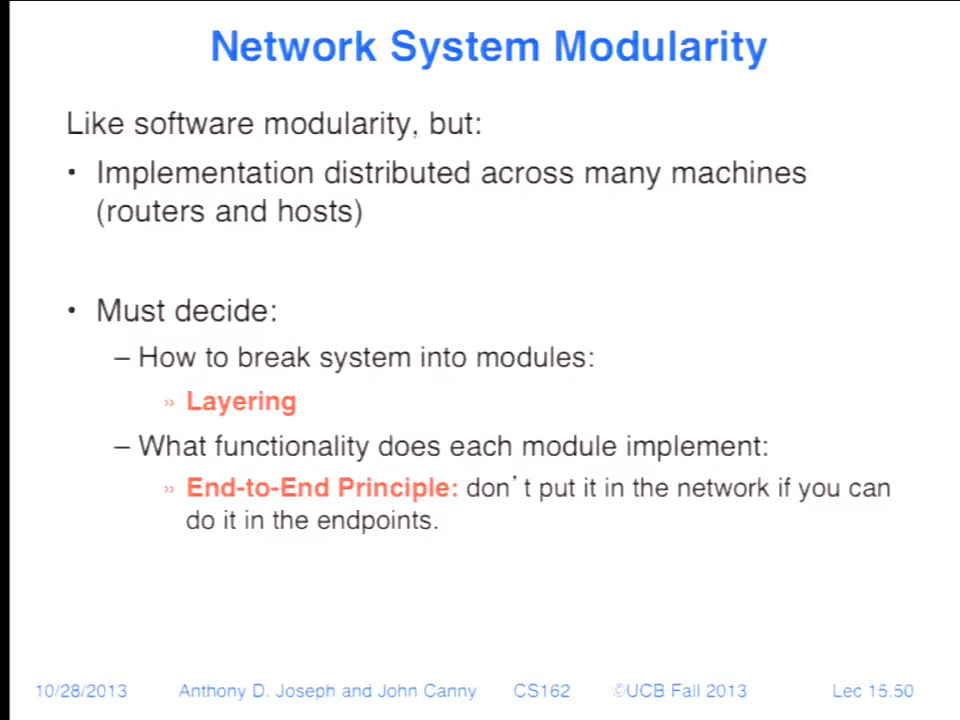 Network System Modularity
Like software modularity, but:
• Implementation distributed across many machines
(routers and hosts)
• Must decide:
– How to break system into modules:
» Layering
– What functionality does each module implement:
» End-to-End Principle: don't put it in the network if you can
do it in the endpoints.
10/28/2013 Anthony D. Joseph and John Canny CS162 ©UCB Fall 2013 Lec 15.50